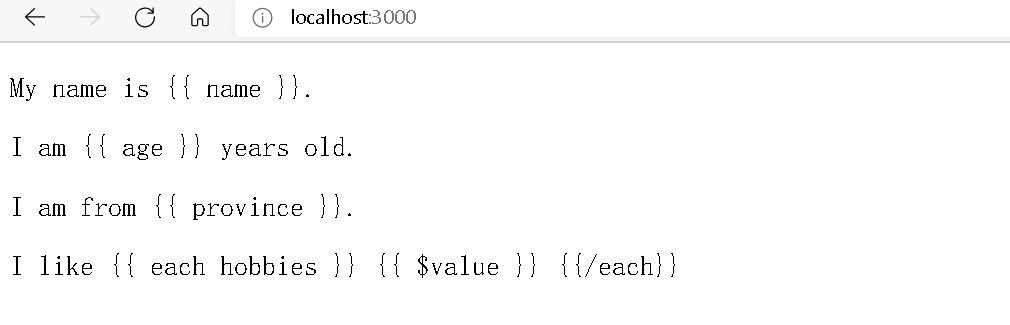 localhost:3000
My name is {{ name }}.
I am {{ age }} years old.
I am from {{ province }}.
I like {{ each hobbies }} {{ $value }} {{/each}}